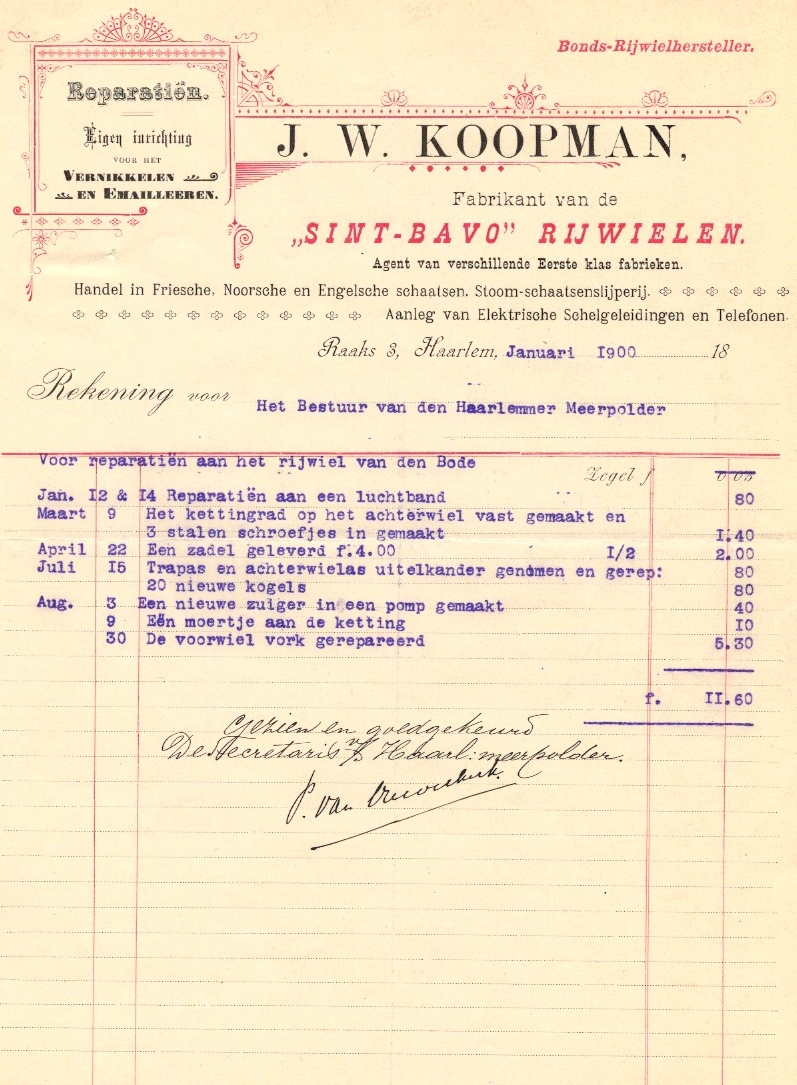 Bonds-Rijwielhersteller.
Reparatiën.
Eigen inrichting
VOOR HET
VERNIKKELEN
EN EMAILLEEREN.
J. W. KOOPMAN,
Fabrikant van de
„SINT-BAVO” RIJWIELEN.
Agent van verschillende Eerste klas fabrieken.
Handel in Friesche, Noorsche en Engelsche schaatsen. Stoom-schaatsenslijperij.
Aanleg van Elektrische Schelgeleidingen en Telefonen.
Raaks 3, Haarlem, Januari 1900 18
Rekening voor
Het Bestuur van den Haarlemmer Meerpolder
Voor reparatiën aan het rijwiel van den Bode
Zegel f 0 05
Jan. I2 & I4 Reparatiën aan een luchtband 80
Maart 9 Het kettingrad op het achterwiel vast gemaakt en
3 stalen schroefjes in gemaakt I.40
April 22 Een zadel geleverd f.4.00 I/2 2.00
Juli I5 Trapas en achterwielas uitelkander genomen en gerep: 80
20 nieuwe kogels 80
Aug. 3 Een nieuwe zuiger in een pomp gemaakt 40
9 Eën moertje aan de ketting I0
30 De voorwiel vork gerepareerd 5.30
f. II.60
Gezien en goedgekeurd
De Secretaris v/d Haarl:meerpolder.
P. van